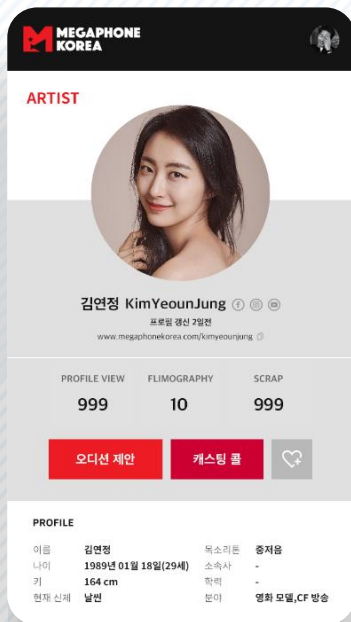 MEGAPHONE
KOREA
ARTIST
김연정 KimYeounJung
프로필 갱신 2일전
www.megaphonekorea.com/kimyeounjung
PROFILE VIEW FLIMOGRAPHY SCRAP
999 10 999
오디션 제안 캐스팅 콜
PROFILE
이름 김연정 목소리톤 중저음
나이 1989년 01월 18일(29세) 소속사 -
키 164 cm 학력 -
현재 신체 날씬 분야 영화 모델,CF 방송